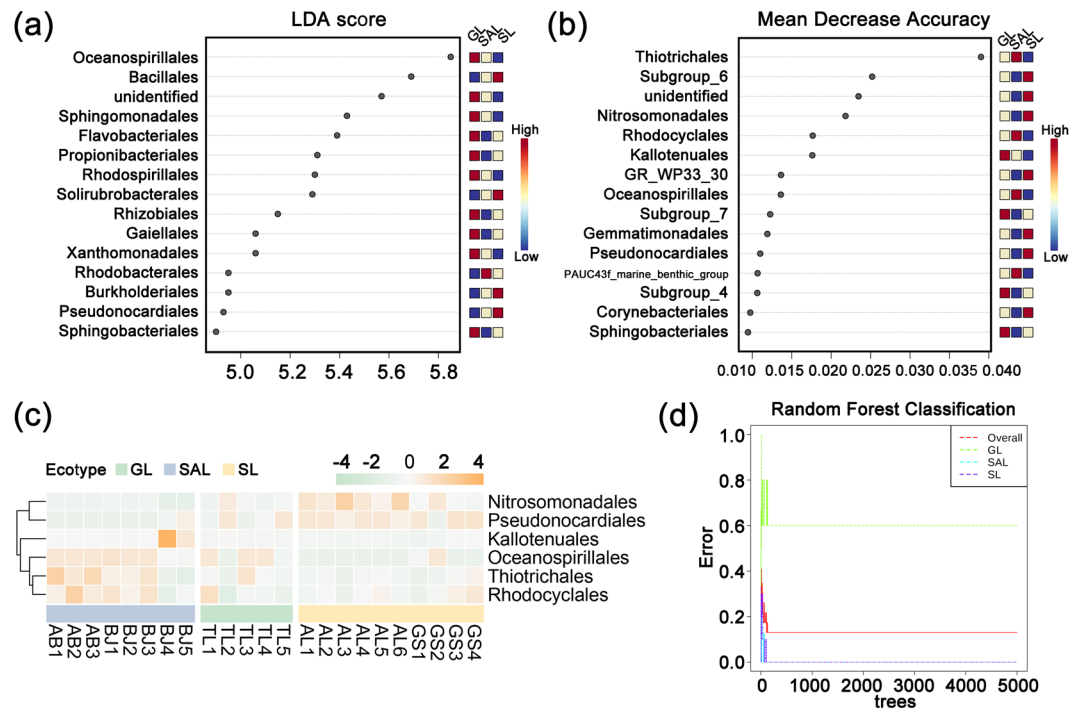 (a)
LDA score
GL SAL SL
Oceanospirillales
Bacillales
unidentified
Sphingomonadales
Flavobacteriales
Propionibacteriales
Rhodospirillales
Solirubrobacterales
Rhizobiales
Gaiellales
Xanthomonadales
Rhodobacterales
Burkholderiales
Pseudonocardiales
Sphingobacteriales
5.0 5.2 5.4 5.6 5.8
High
Low
(b)
Mean Decrease Accuracy
GL SAL SL
Thiotrichales
Subgroup_6
unidentified
Nitrosomonadales
Rhodocyclales
Kallotenuales
GR_WP33_30
Oceanospirillales
Subgroup_7
Gemmatimonadales
Pseudonocardiales
PAUC43f_marine_benthic_group
Subgroup_4
Corynebacteriales
Sphingobacteriales
0.010 0.015 0.020 0.025 0.030 0.035 0.040
High
Low
(c)
Ecotype GL SAL SL
-4 -2 0 2 4
Nitrosomonadales
Pseudonocardiales
Kallotenuales
Oceanospirillales
Thiotrichales
Rhodocyclales
AB1 AB2 AB3 BJ1 BJ2 BJ3 BJ4 BJ5 TL1 TL2 TL3 TL4 TL5 AL1 AL2 AL3 AL4 AL5 AL6 GS1 GS2 GS3 GS4
(d)
Random Forest Classification
Overall
GL
SAL
SL
1.0
0.8
0.6
0.4
0.2
0.0
Error
0 1000 2000 3000 4000 5000
trees